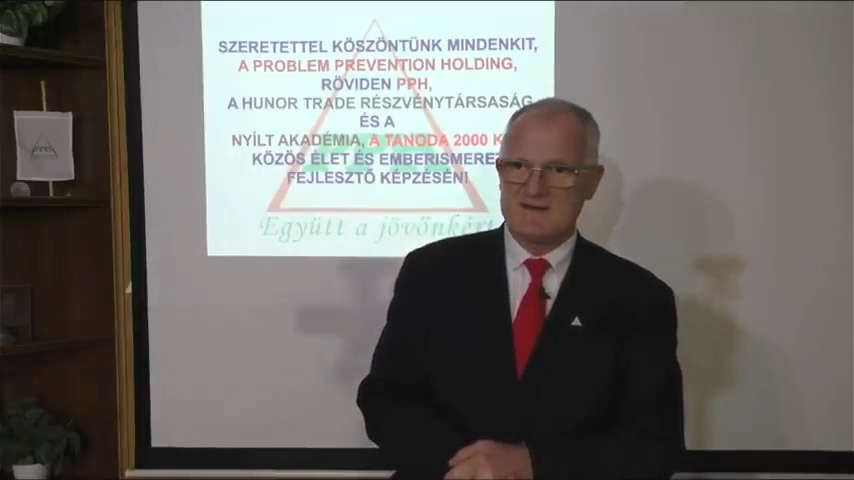 SZERETETTEL KÖSZÖNTÜNK MINDENKIT,
A PROBLEM PREVENTION HOLDING,
RÖVIDEN PPH,
A HUNOR TRADE RÉSZVÉNYTÁRSASÁG
ÉS A
NYÍLT AKADÉMIA, A TANODA 2000
KÖZÖS ÉLET ÉS
FEJLESZTŐ KÉPZÉSÉN!
Együtt a jövőnkért